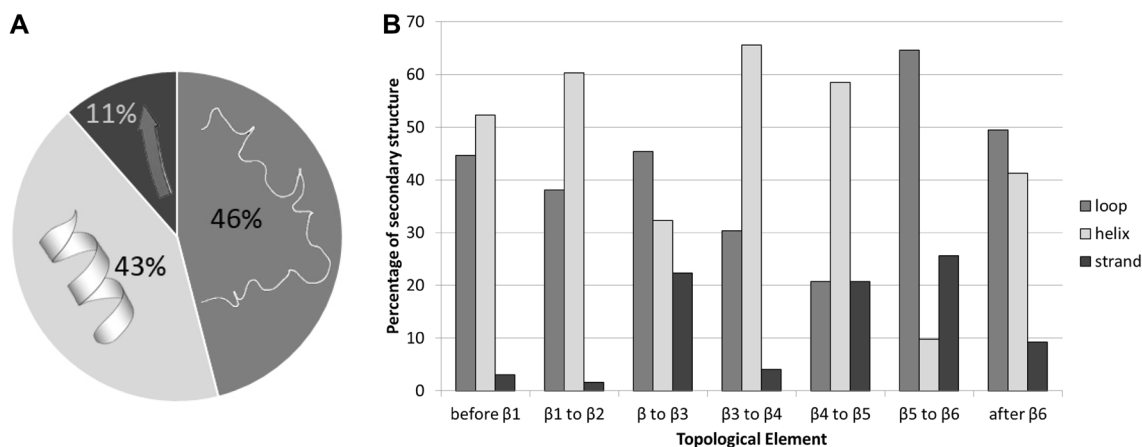 A
11%
46%
43%
B
Percentage of secondary structure
70
60
50
40
30
20
10
0
before β1
β1 to β2
β to β3
β3 to β4
β4 to β5
β5 to β6
after β6
Topological Element
loop
helix
strand